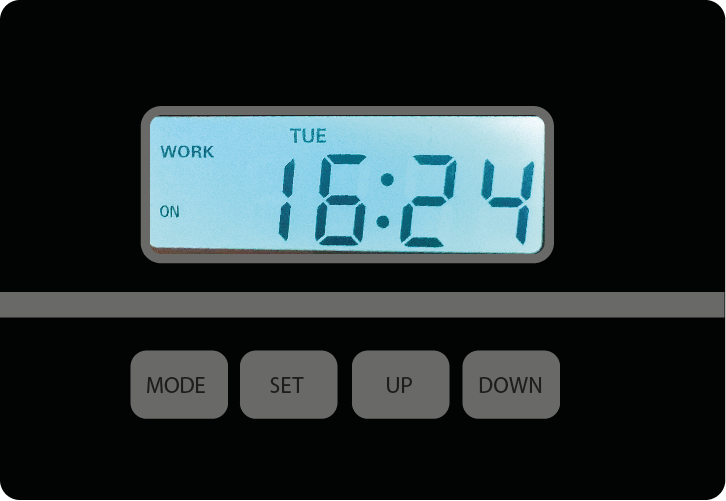 TUE
WORK
16:24
ON
MODE SET UP DOWN